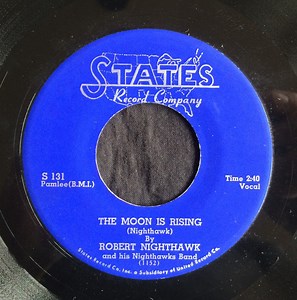 STATES
Record Company
S 131
Pamlee(B.M.I.)
Time 2:40
Vocal
THE MOON IS RISING
(Nighthawk)
By
ROBERT NIGHTHAWK
and his Nighthawks Band
(1152)
States Record Co. Inc. a Subsidiary of United Record Co.